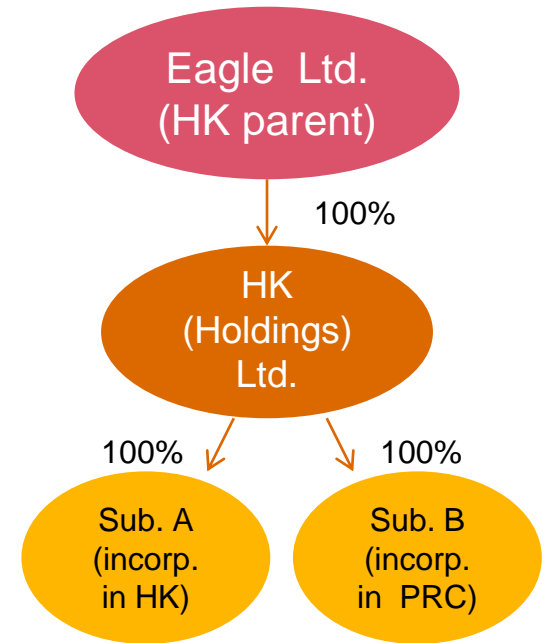 Eagle Ltd.
(HK parent)
100%
HK
(Holdings)
Ltd.
100%
100%
Sub. A
(incorp.
in HK)
Sub. B
(incorp.
in PRC)